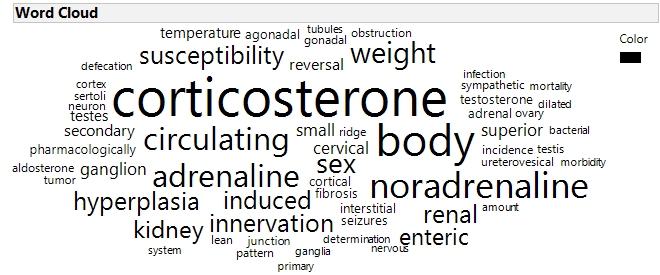 Word Cloud
Color
temperature agonadal tubules obstruction
gonadal
susceptibility reversal weight
defecation
cortex
sertoli
neuron
testes
corticosterone
infection
sympathetic mortality
testosterone dilated
adrenal ovary
secondary circulating small ridge body superior bacterial
pharmacologically cervical incidence testis
aldosterone ganglion adrenaline sex ureterovesical morbidity
tumor cortical noradrenaline
fibrosis
hyperplasia induced interstitial renal amount
kidney innervation seizures enteric
system lean junction determination nervous
pattern ganglia
primary